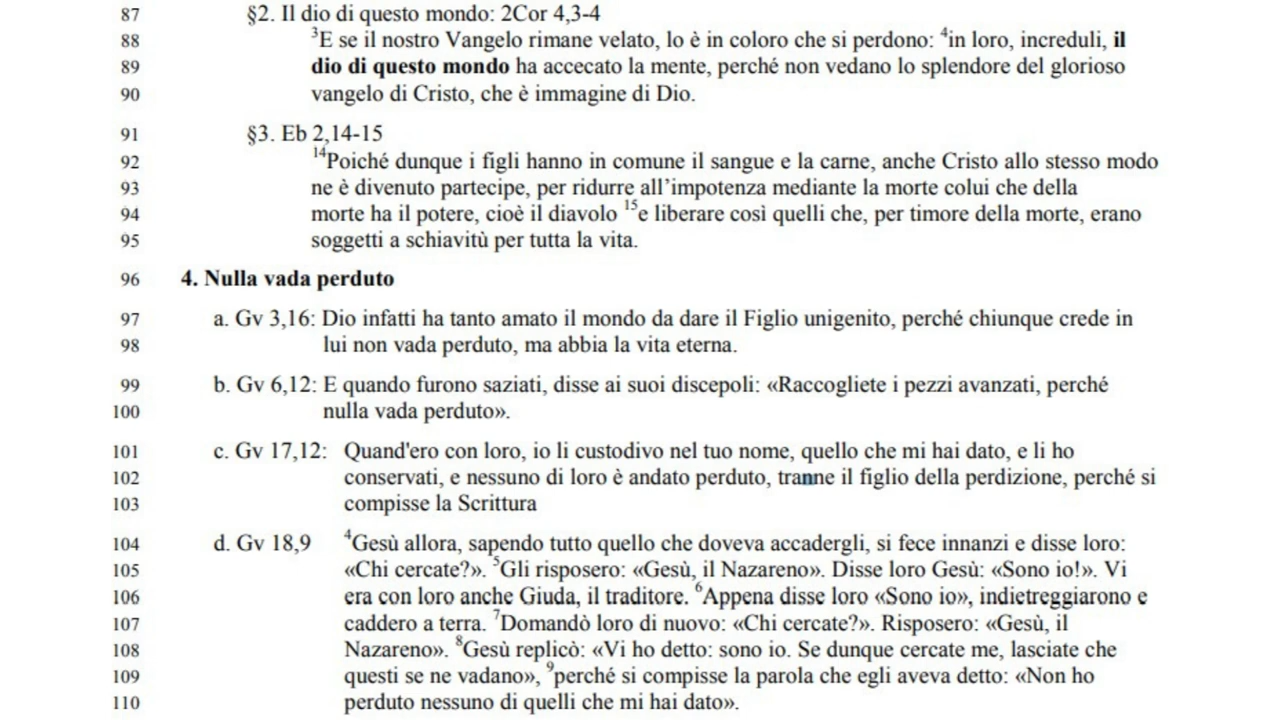 87 §2. Il dio di questo mondo: 2Cor 4,3-4
88 ³E se il nostro Vangelo rimane velato, lo è in coloro che si perdono: ⁴in loro, increduli, il
89 dio di questo mondo ha accecato la mente, perché non vedano lo splendore del glorioso
90 vangelo di Cristo, che è immagine di Dio.
91 §3. Eb 2,14-15
92 ¹⁴Poiché dunque i figli hanno in comune il sangue e la carne, anche Cristo allo stesso modo
93 ne è divenuto partecipe, per ridurre all’impotenza mediante la morte colui che della
94 morte ha il potere, cioè il diavolo ¹⁵e liberare così quelli che, per timore della morte, erano
95 soggetti a schiavitù per tutta la vita.
96 4. Nulla vada perduto
97 a. Gv 3,16: Dio infatti ha tanto amato il mondo da dare il Figlio unigenito, perché chiunque crede in
98 lui non vada perduto, ma abbia la vita eterna.
99 b. Gv 6,12: E quando furono saziati, disse ai suoi discepoli: «Raccogliete i pezzi avanzati, perché
100 nulla vada perduto».
101 c. Gv 17,12: Quand'ero con loro, io li custodivo nel tuo nome, quello che mi hai dato, e li ho
102 conservati, e nessuno di loro è andato perduto, tranne il figlio della perdizione, perché si
103 compisse la Scrittura
104 d. Gv 18,9 ⁴Gesù allora, sapendo tutto quello che doveva accadergli, si fece innanzi e disse loro:
105 «Chi cercate?». ⁵Gli risposero: «Gesù, il Nazareno». Disse loro Gesù: «Sono io!». Vi
106 era con loro anche Giuda, il traditore. ⁶Appena disse loro «Sono io», indietreggiarono e
107 caddero a terra. ⁷Domandò loro di nuovo: «Chi cercate?». Risposero: «Gesù, il
108 Nazareno». ⁸Gesù replicò: «Vi ho detto: sono io. Se dunque cercate me, lasciate che
109 questi se ne vadano», ⁹perché si compisse la parola che egli aveva detto: «Non ho
110 perduto nessuno di quelli che mi hai dato».